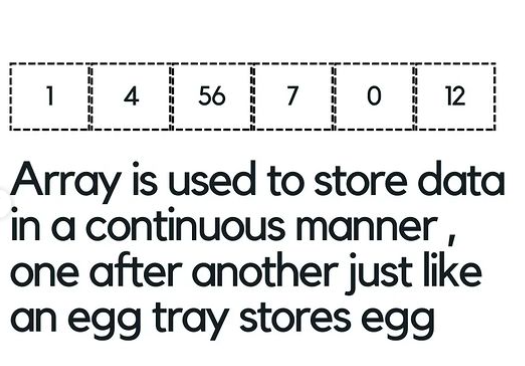 1 4 56 7 0 12
Array is used to store data
in a continuous manner ,
one after another just like
an egg tray stores egg